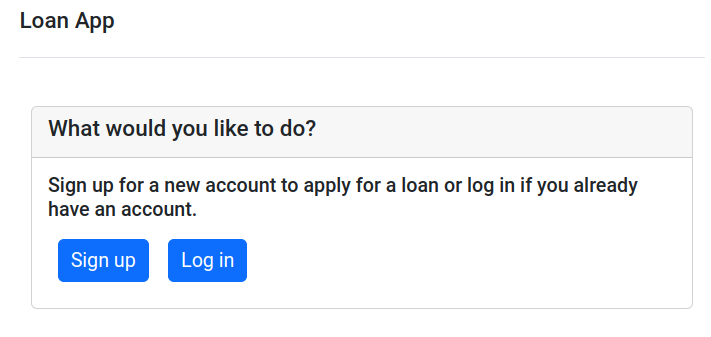 Loan App
What would you like to do?
Sign up for a new account to apply for a loan or log in if you already
have an account.
Sign up Log in